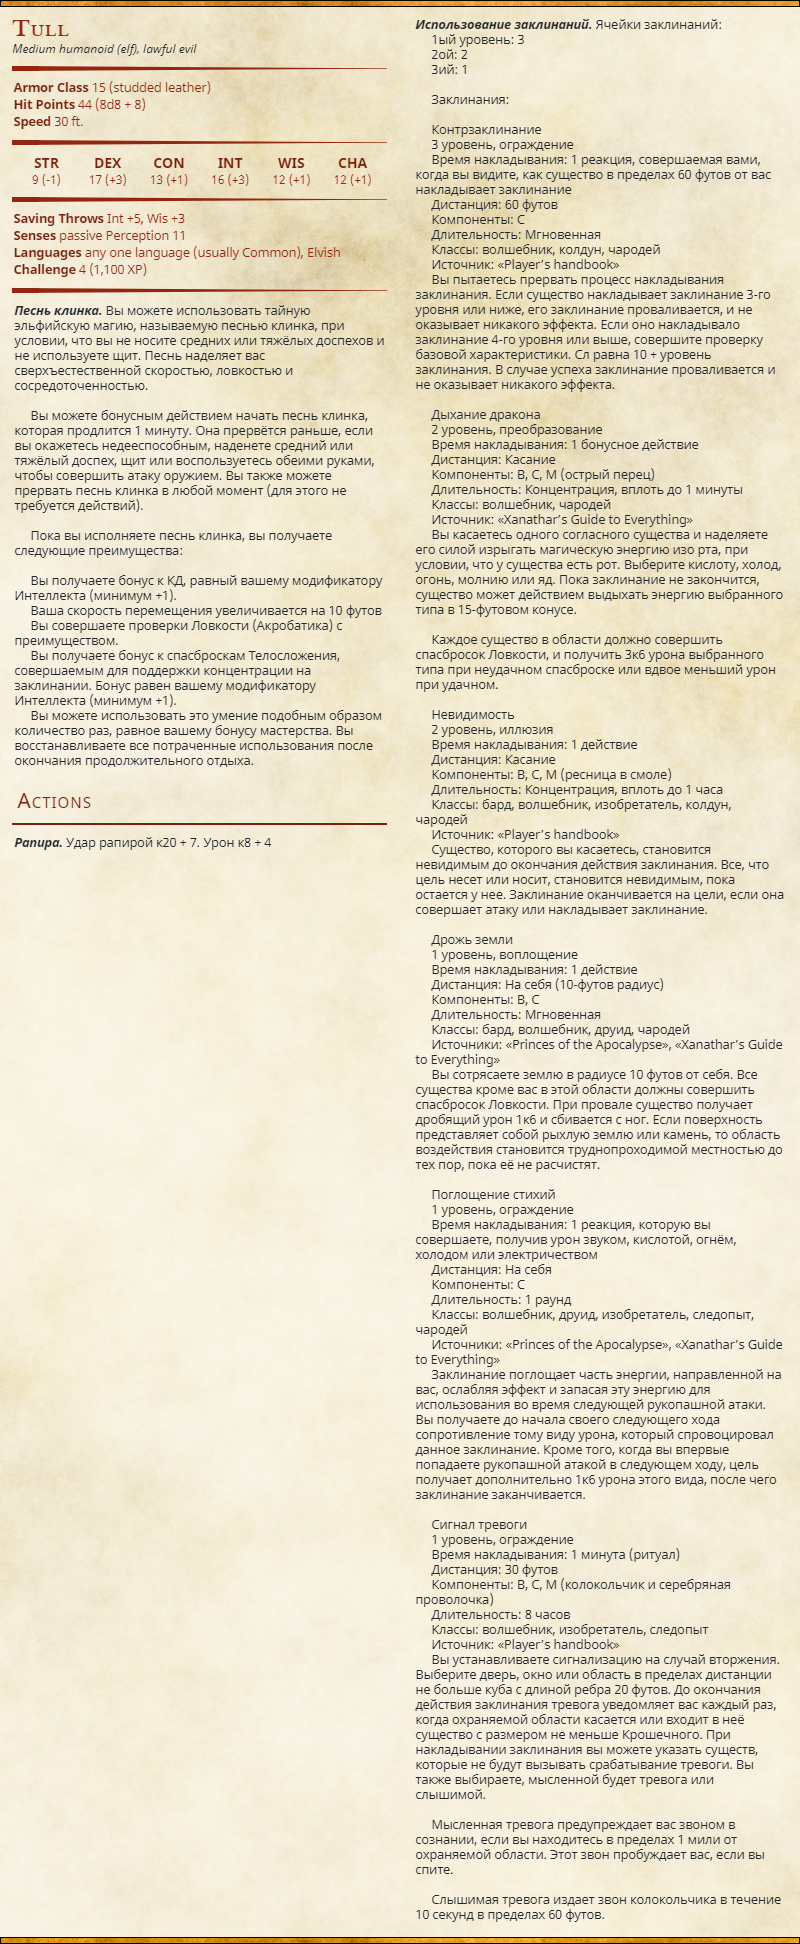 Tull
Medium humanoid (elf), lawful evil
Armor Class 15 (studded leather)
Hit Points 44 (8d8 + 8)
Speed 30 ft.
STR DEX CON INT WIS CHA
9 (-1) 17 (+3) 13 (+1) 16 (+3) 12 (+1) 12 (+1)
Saving Throws Int +5, Wis +3
Senses passive Perception 11
Languages any one language (usually Common), Elvish
Challenge 4 (1,100 XP)
Песнь клинка. Вы можете использовать тайную
эльфийскую магию, называемую песнью клинка, при
условии, что вы не носите средних или тяжёлых доспехов и
не используете щит. Песнь наделяет вас
сверхъестественной скоростью, ловкостью и
сосредоточенностью.
Вы можете бонусным действием начать песнь клинка,
которая продлится 1 минуту. Она прервётся раньше, если
вы окажетесь недееспособным, наденете средний или
тяжёлый доспех, щит или воспользуетесь обеими руками,
чтобы совершить атаку оружием. Вы также можете
прервать песнь клинка в любой момент (для этого не
требуется действий).
Пока вы исполняете песнь клинка, вы получаете
следующие преимущества:
Вы получаете бонус к КД, равный вашему модификатору
Интеллекта (минимум +1).
Ваша скорость перемещения увеличивается на 10 футов
Вы совершаете проверки Ловкости (Акробатика) с
преимуществом.
Вы получаете бонус к спасброскам Телосложения,
совершаемым для поддержки концентрации на
заклинании. Бонус равен вашему модификатору
Интеллекта (минимум +1).
Вы можете использовать это умение подобным образом
количество раз, равное вашему бонусу мастерства. Вы
восстанавливаете все потраченные использования после
окончания продолжительного отдыха.
Actions
Рапира. Удар рапирой к20 + 7. Урон к8 + 4
Использование заклинаний. Ячейки заклинаний:
1ый уровень: 3
2ой: 2
3ий: 1
Заклинания:
Контрзаклинание
3 уровень, ограждение
Время накладывания: 1 реакция, совершаемая вами,
когда вы видите, как существо в пределах 60 футов от вас
накладывает заклинание
Дистанция: 60 футов
Компоненты: С
Длительность: Мгновенная
Классы: волшебник, колдун, чародей
Источник: «Player’s handbook»
Вы пытаетесь прервать процесс накладывания
заклинания. Если существо накладывает заклинание 3-го
уровня или ниже, его заклинание проваливается, и не
оказывает никакого эффекта. Если оно накладывало
заклинание 4-го уровня или выше, совершите проверку
базовой характеристики. Сл равна 10 + уровень
заклинания. В случае успеха заклинание проваливается и
не оказывает никакого эффекта.
Дыхание дракона
2 уровень, преобразование
Время накладывания: 1 бонусное действие
Дистанция: Касание
Компоненты: В, С, М (острый перец)
Длительность: Концентрация, вплоть до 1 минуты
Классы: волшебник, чародей
Источник: «Xanathar’s Guide to Everything»
Вы касаетесь одного согласного существа и наделяете
его силой изрыгать магическую энергию изо рта, при
условии, что у существа есть рот. Выберите кислоту, холод,
огонь, молнию или яд. Пока заклинание не закончится,
существо может действием выдыхать энергию выбранного
типа в 15-футовом конусе.
Каждое существо в области должно совершить
спасбросок Ловкости, и получить 3к6 урона выбранного
типа при неудачном спасброске или вдвое меньший урон
при удачном.
Невидимость
2 уровень, иллюзия
Время накладывания: 1 действие
Дистанция: Касание
Компоненты: В, С, М (ресница в смоле)
Длительность: Концентрация, вплоть до 1 часа
Классы: бард, волшебник, изобретатель, колдун,
чародей
Источник: «Player’s handbook»
Существо, которого вы касаетесь, становится
невидимым до окончания действия заклинания. Все, что
цель несет или носит, становится невидимым, пока
остается у нее. Заклинание оканчивается на цели, если она
совершает атаку или накладывает заклинание.
Дрожь земли
1 уровень, воплощение
Время накладывания: 1 действие
Дистанция: На себя (10-футов радиус)
Компоненты: В, С
Длительность: Мгновенная
Классы: бард, волшебник, друид, чародей
Источники: «Princes of the Apocalypse», «Xanathar’s Guide
to Everything»
Вы сотрясаете землю в радиусе 10 футов от себя. Все
существа кроме вас в этой области должны совершить
спасбросок Ловкости. При провале существо получает
дробящий урон 1к6 и сбивается с ног. Если поверхность
представляет собой рыхлую землю или камень, то область
воздействия становится труднопроходимой местностью до
тех пор, пока её не расчистят.
Поглощение стихий
1 уровень, ограждение
Время накладывания: 1 реакция, которую вы
совершаете, получив урон звуком, кислотой, огнём,
холодом или электричеством
Дистанция: На себя
Компоненты: С
Длительность: 1 раунд
Классы: волшебник, друид, изобретатель, следопыт,
чародей
Источники: «Princes of the Apocalypse», «Xanathar’s Guide
to Everything»
Заклинание поглощает часть энергии, направленной на
вас, ослабляя эффект и запасая эту энергию для
использования во время следующей рукопашной атаки.
Вы получаете до начала своего следующего хода
сопротивление тому виду урона, который спровоцировал
данное заклинание. Кроме того, когда вы впервые
попадаете рукопашной атакой в следующем ходу, цель
получает дополнительно 1к6 урона этого вида, после чего
заклинание заканчивается.
Сигнал тревоги
1 уровень, ограждение
Время накладывания: 1 минута (ритуал)
Дистанция: 30 футов
Компоненты: В, С, М (колокольчик и серебряная
проволочка)
Длительность: 8 часов
Классы: волшебник, изобретатель, следопыт
Источник: «Player’s handbook»
Вы устанавливаете сигнализацию на случай вторжения.
Выберите дверь, окно или область в пределах дистанции
не больше куба с длиной ребра 20 футов. До окончания
действия заклинания тревога уведомляет вас каждый раз,
когда охраняемой области касается или входит в неё
существо с размером не меньше Крошечного. При
накладывании заклинания вы можете указать существ,
которые не будут вызывать срабатывание тревоги. Вы
также выбираете, мысленной будет тревога или
слышимой.
Мысленная тревога предупреждает вас звоном в
сознании, если вы находитесь в пределах 1 мили от
охраняемой области. Этот звон пробуждает вас, если вы
спите.
Слышимая тревога издает звон колокольчика в течение
10 секунд в пределах 60 футов.